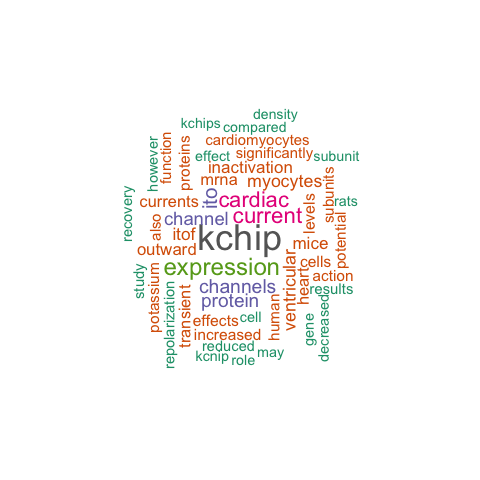 density
kchips
compared
cardiomyocytes
however
function
proteins
effect
significantly
subunit
inactivation
mrna
myocytes
recovery
currents
ito
cardiac
levels
subunits
rats
also
channel
current
itof
kchip
mice
potential
outward
expression
ventricular
heart
cells
action
study
potassium
repolarization
transient
channels
protein
results
effects
cell
human
gene
decreased
increased
reduced
kcnip
role
may